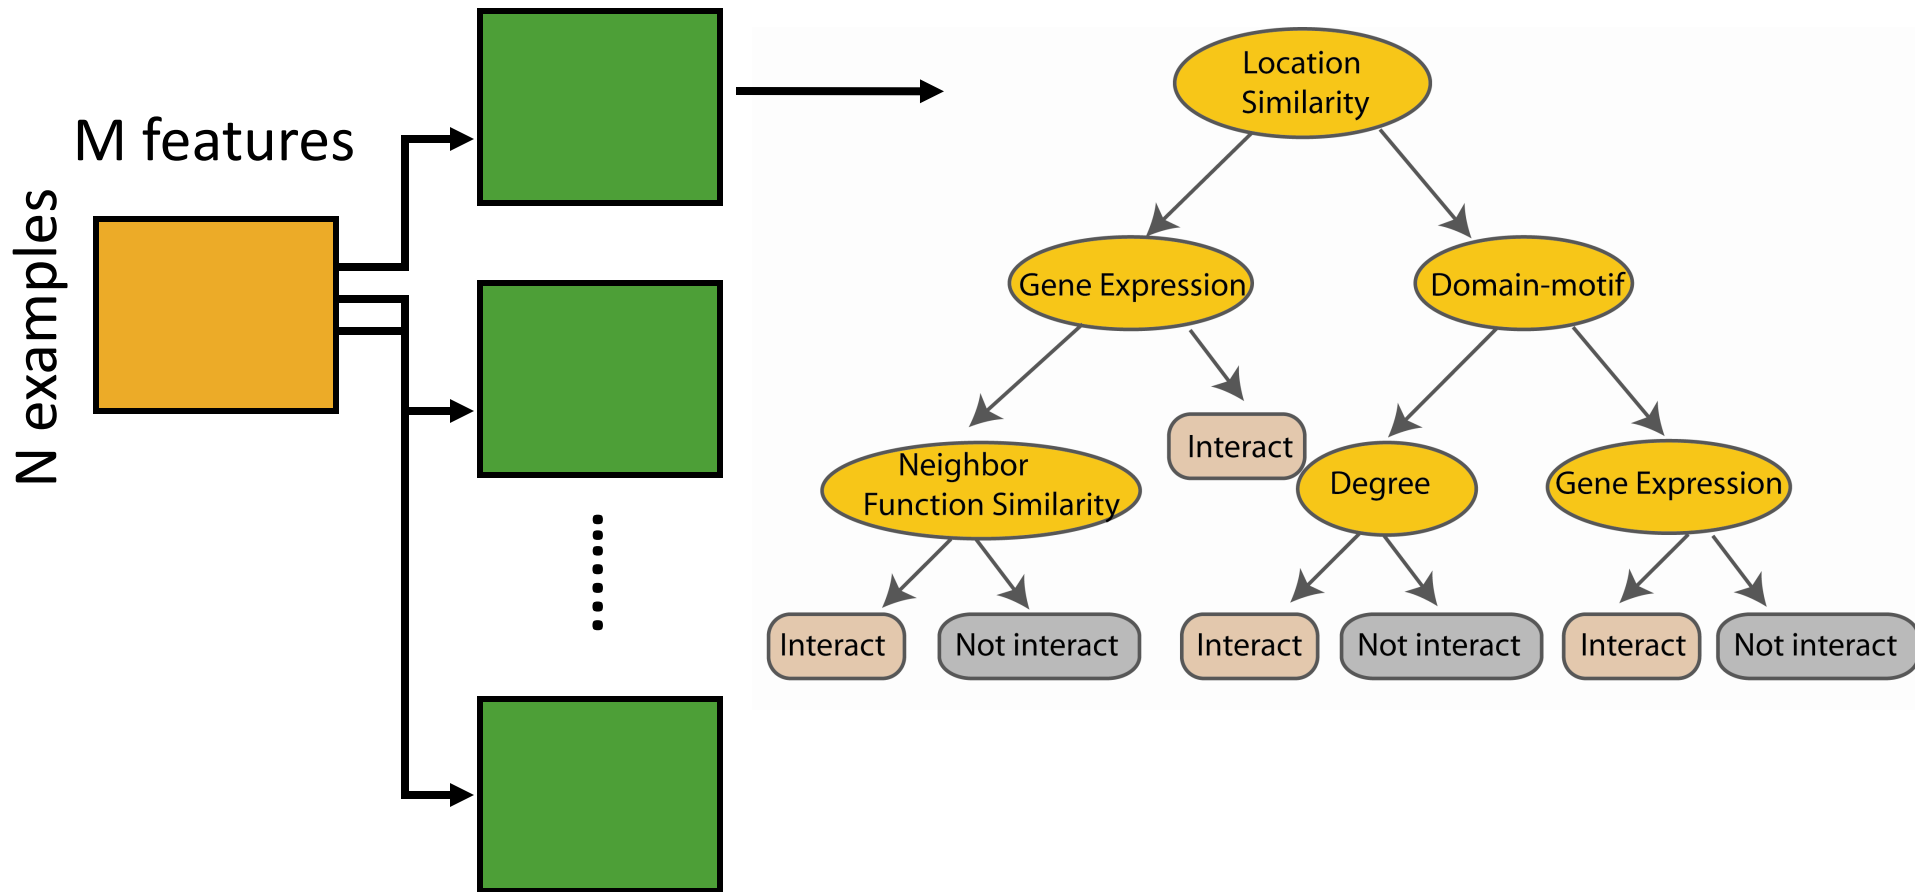 M features
N examples
Location
Similarity
Gene Expression
Domain-motif
Interact
Neighbor
Function Similarity
Degree
Gene Expression
Interact
Not interact
Interact
Not interact
Interact
Not interact